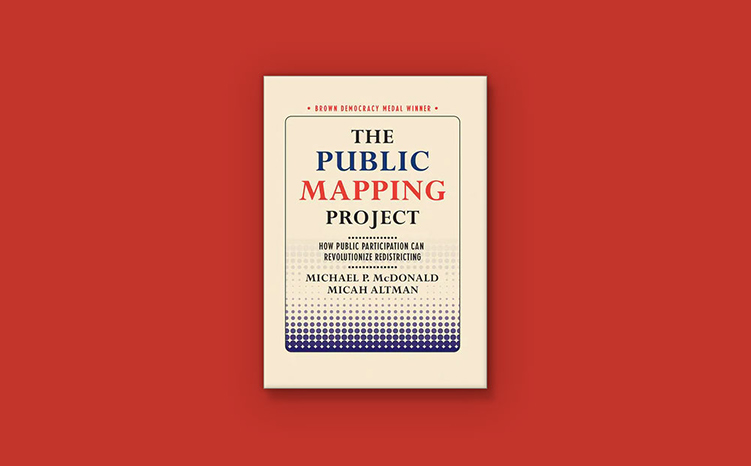 • BROWN DEMOCRACY MEDAL WINNER •
THE
PUBLIC
MAPPING
PROJECT
HOW PUBLIC PARTICIPATION CAN
REVOLUTIONIZE REDISTRICTING
MICHAEL P. McDONALD
MICAH ALTMAN